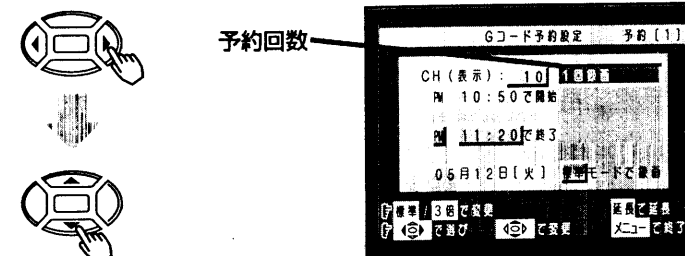 予約回数
Gコード予約設定 予約[1]
CH(表示): 10 1回録画
PM 10:50で開始
PM 11:20で終了
05月12日[火] 標準モードで録画
標準/3倍で変更 延長で延長
で選び で変更 メニューで終了